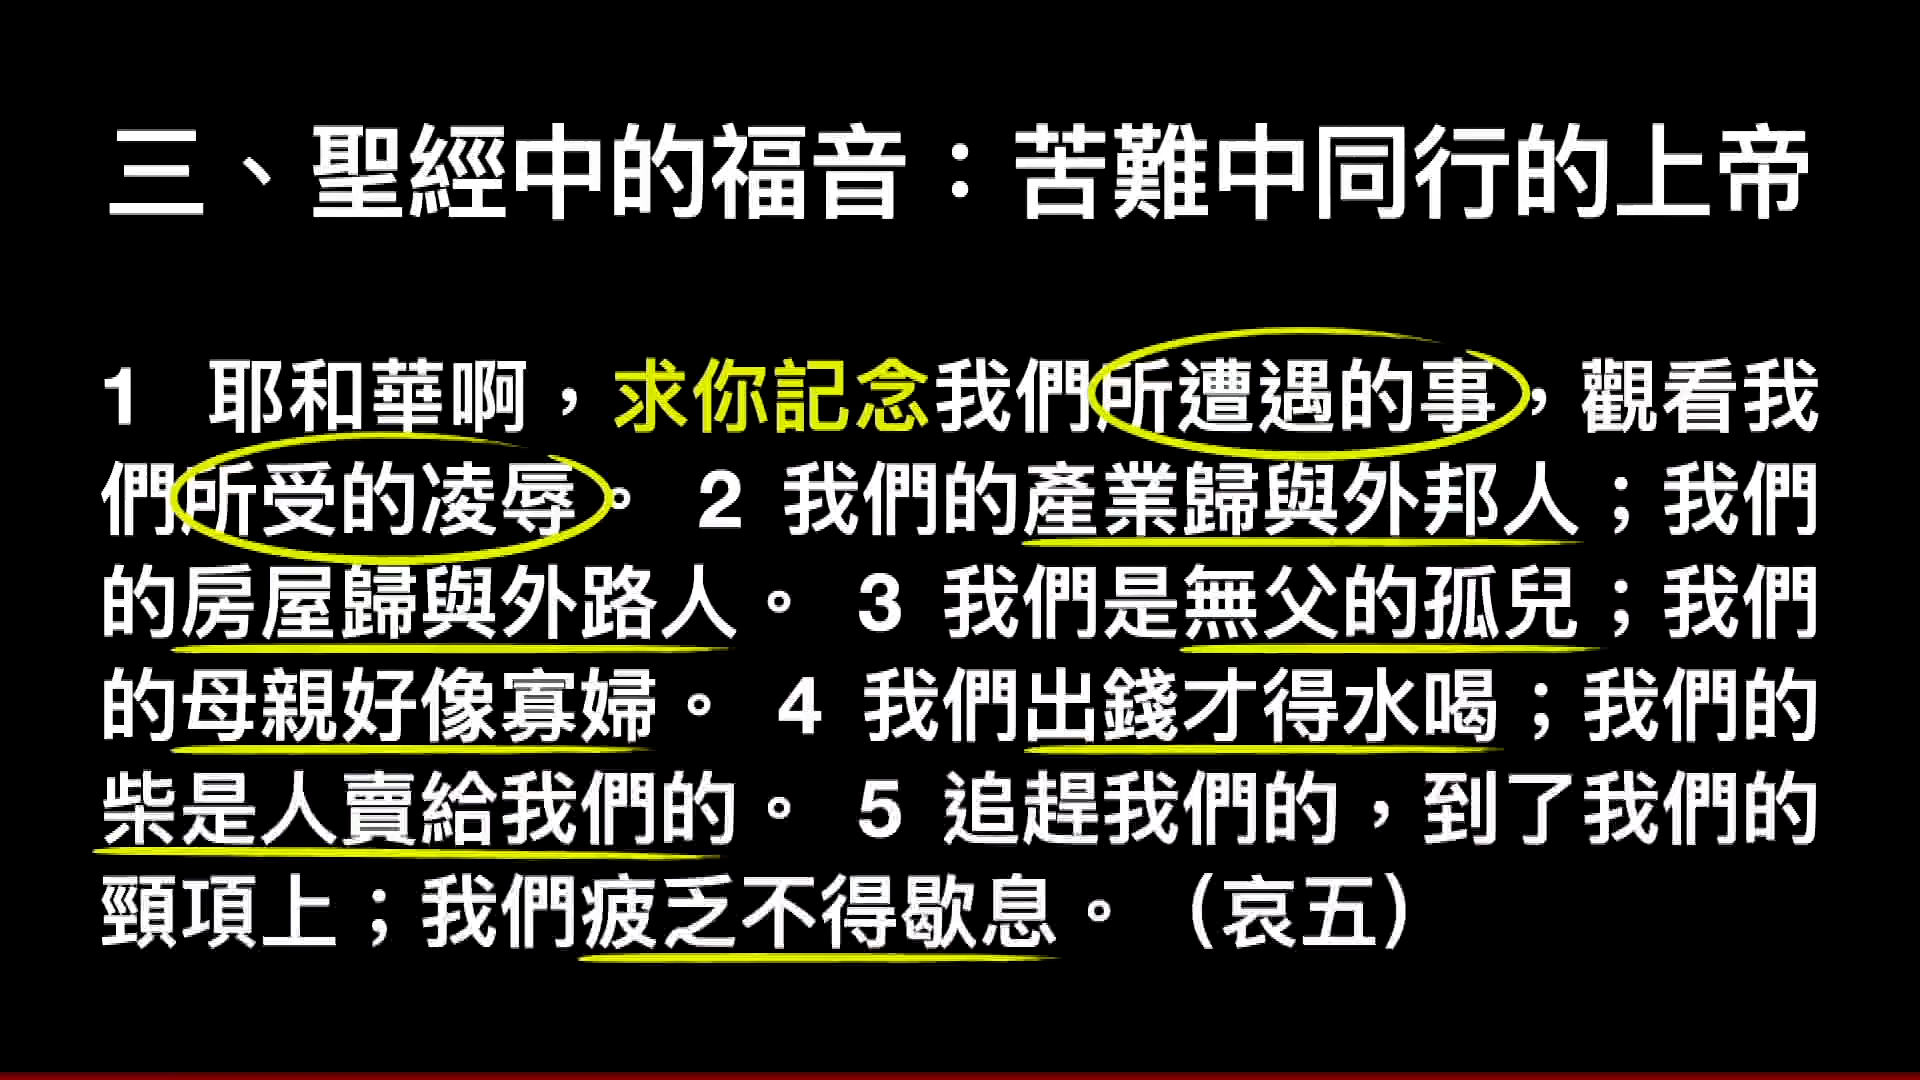 三、聖經中的福音：苦難中同行的上帝
1 耶和華啊，求你記念我們所遭遇的事，觀看我
們所受的凌辱。 2 我們的產業歸與外邦人；我們
的房屋歸與外路人。 3 我們是無父的孤兒；我們
的母親好像寡婦。 4 我們出錢才得水喝；我們的
柴是人賣給我們的。 5 追趕我們的，到了我們的
頸項上；我們疲乏不得歇息。（哀五）